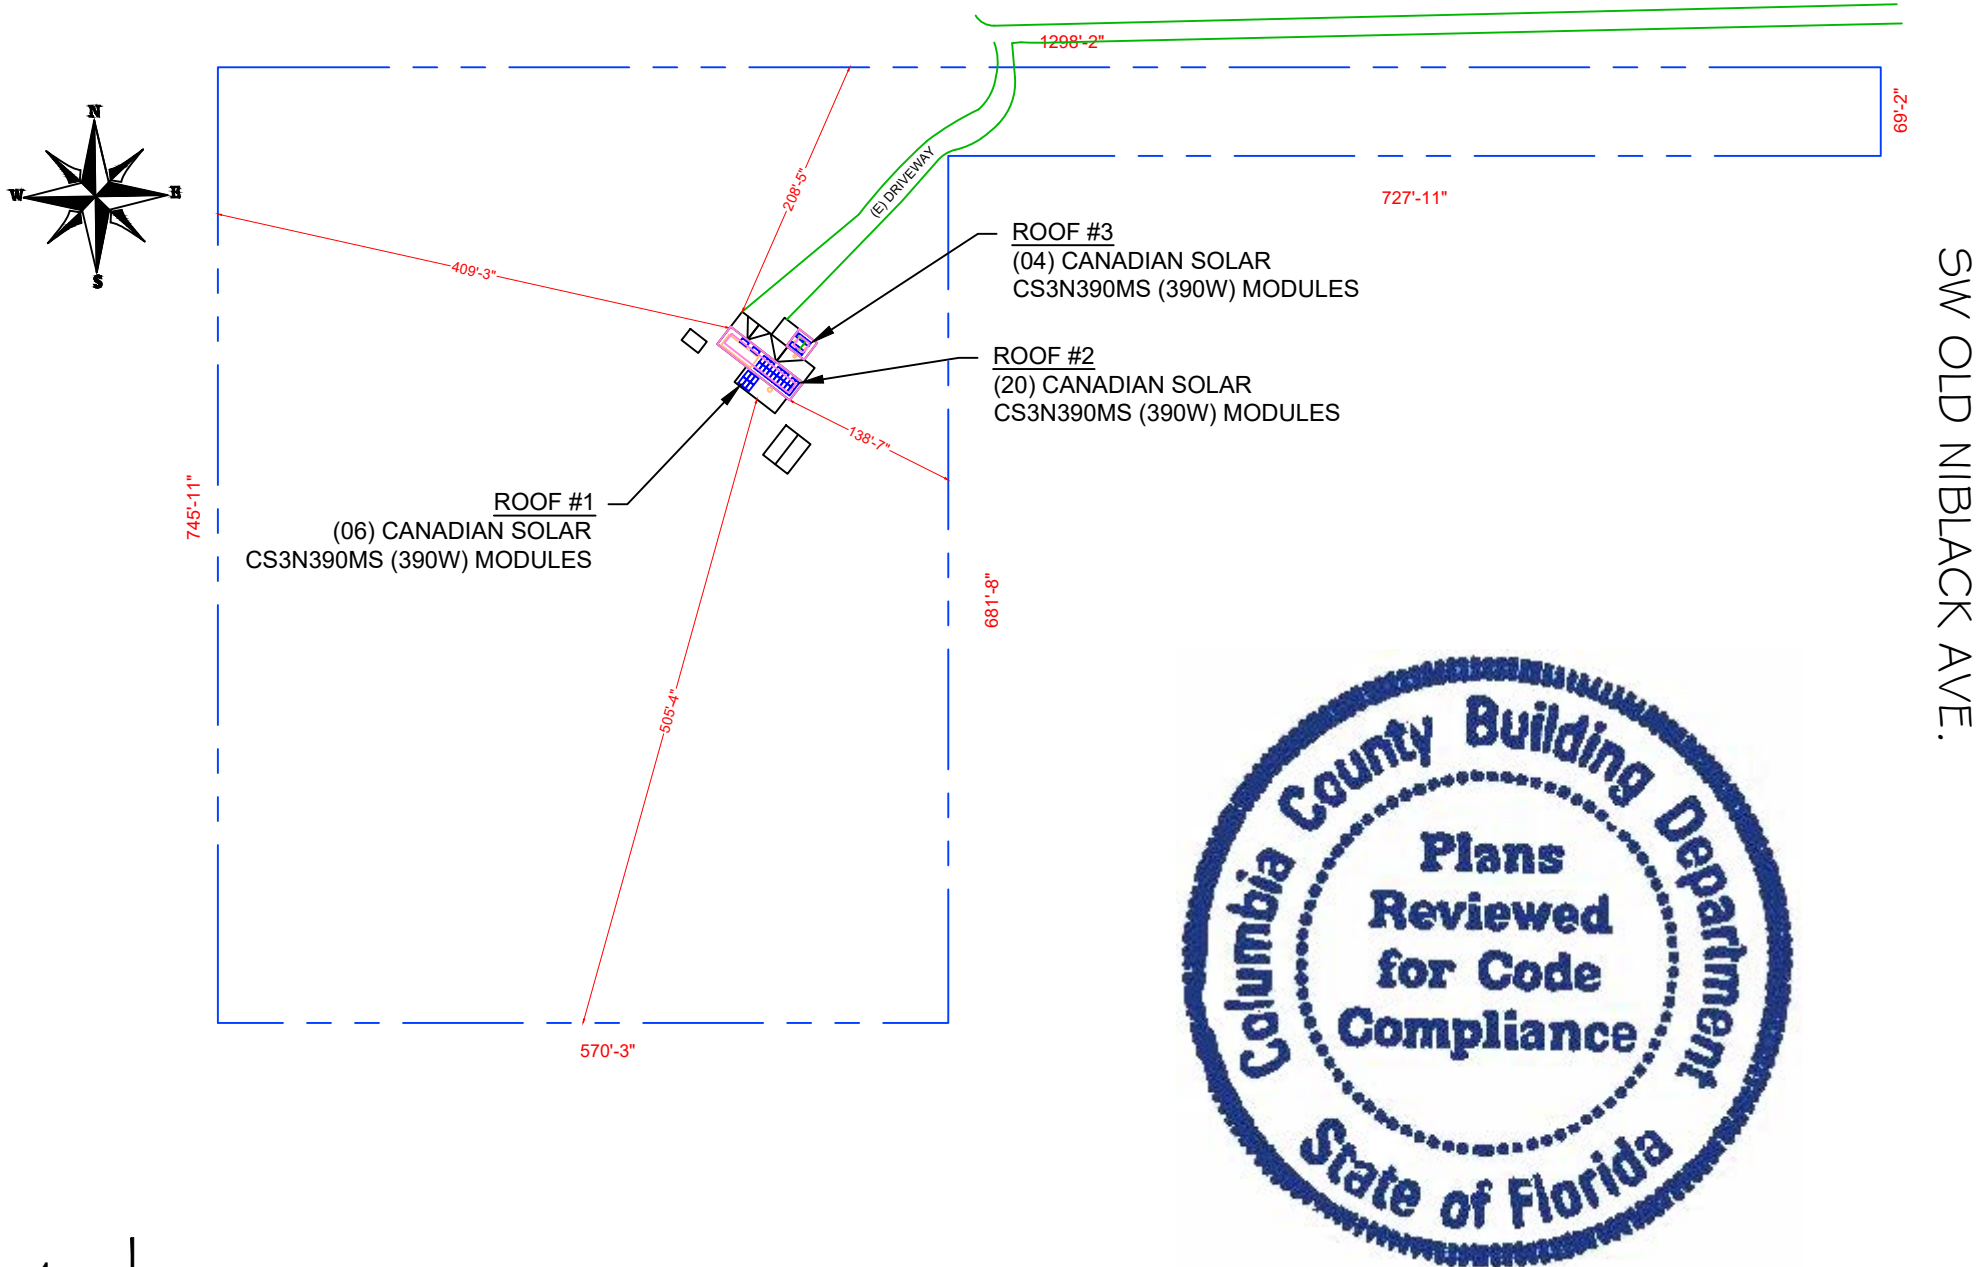 1298'-2"
N
W
E
S
69'-2"
208'-5"
(E) DRIVEWAY
727'-11"
409'-3"
ROOF #3
(04) CANADIAN SOLAR
CS3N390MS (390W) MODULES
ROOF #2
(20) CANADIAN SOLAR
CS3N390MS (390W) MODULES
138'-7"
SW OLD NIBLACK AVE.
745'-11"
ROOF #1
(06) CANADIAN SOLAR
CS3N390MS (390W) MODULES
681'-8"
505'-4"
570'-3"
Columbia County Building Department
Plans
Reviewed
for Code
Compliance
State of Florida